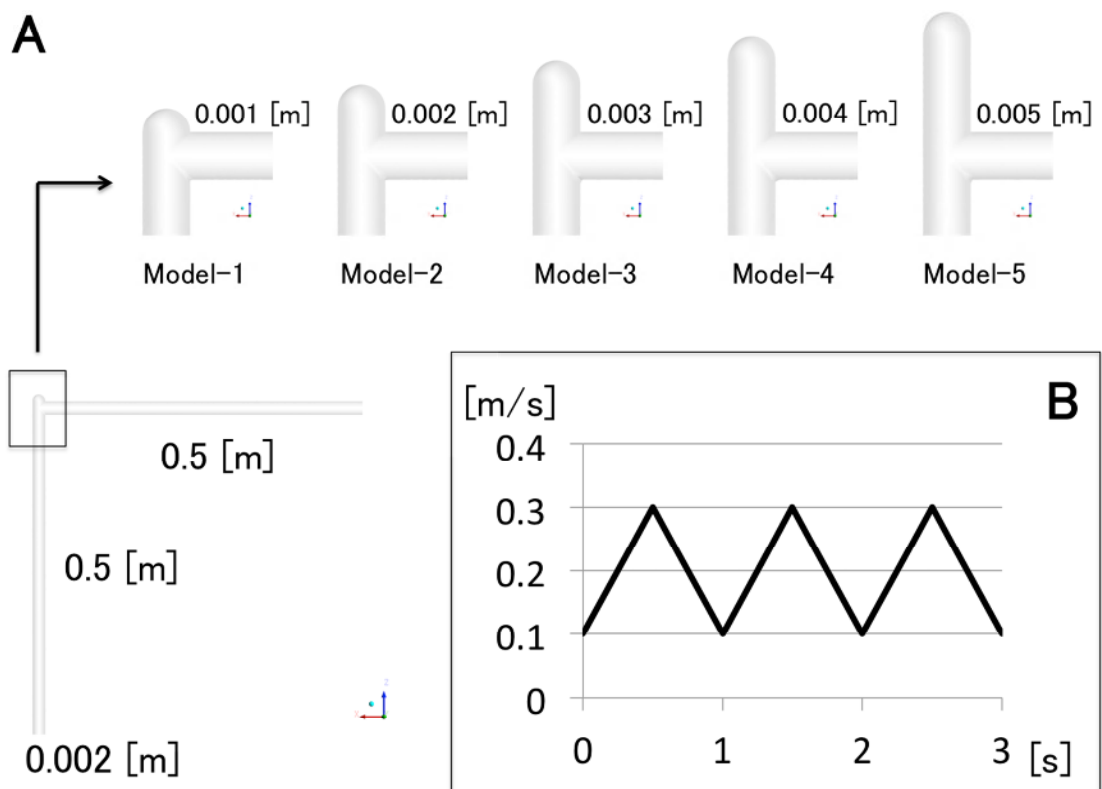 A
0.001 [m]
0.002 [m]
0.003 [m]
0.004 [m]
0.005 [m]
Model-1
Model-2
Model-3
Model-4
Model-5
0.5 [m]
0.5 [m]
0.002 [m]
B
[m/s]
0.4
0.3
0.2
0.1
0
0 1 2 3 [s]